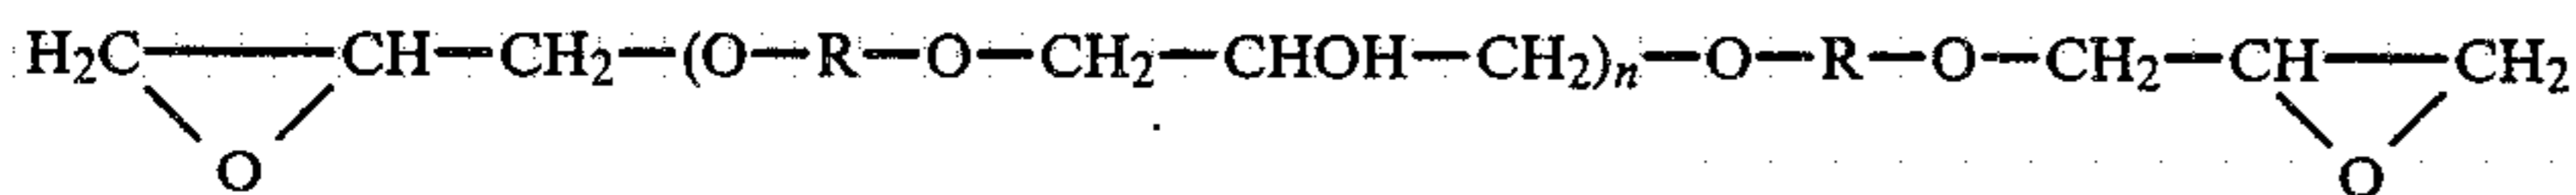 H₂C—CH—CH₂—(O—R—O—CH₂—CHOH—CH₂)ₙ—O—R—O—CH₂—CH—CH₂
O O